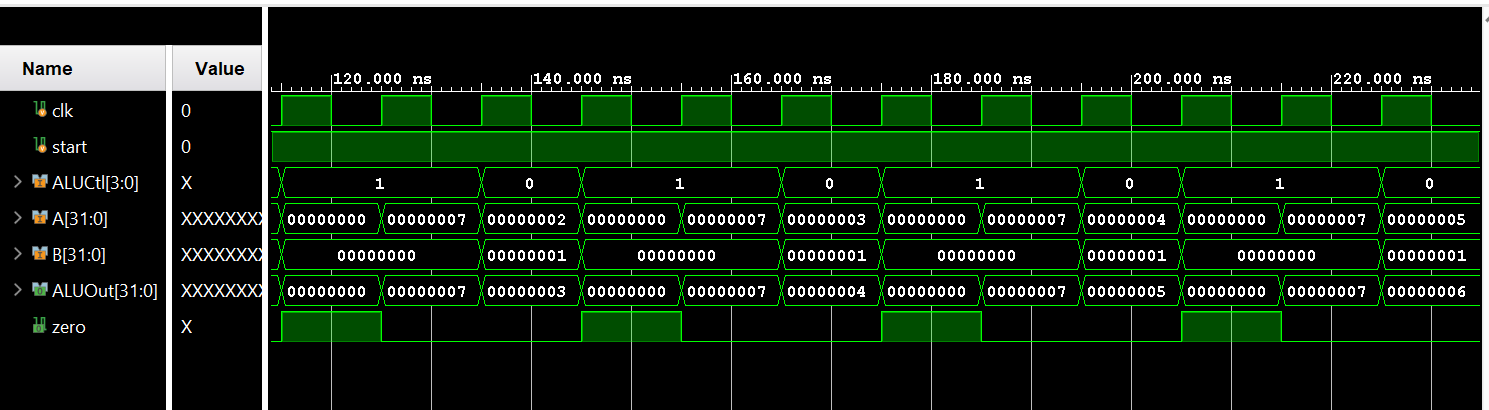 Name Value
120.000 ns 140.000 ns 160.000 ns 180.000 ns 200.000 ns 220.000 ns
clk 0
start 0
ALUCtl[3:0] X 1 0 1 0 1 0 1 0
A[31:0] XXXXXXXX 00000000 00000007 00000002 00000000 00000007 00000003 00000000 00000007 00000004 00000000 00000007 00000005
B[31:0] XXXXXXXX 00000000 00000001 00000000 00000001 00000000 00000001 00000000 00000001
ALUOut[31:0] XXXXXXXX 00000000 00000007 00000003 00000000 00000007 00000004 00000000 00000007 00000005 00000000 00000007 00000006
zero X